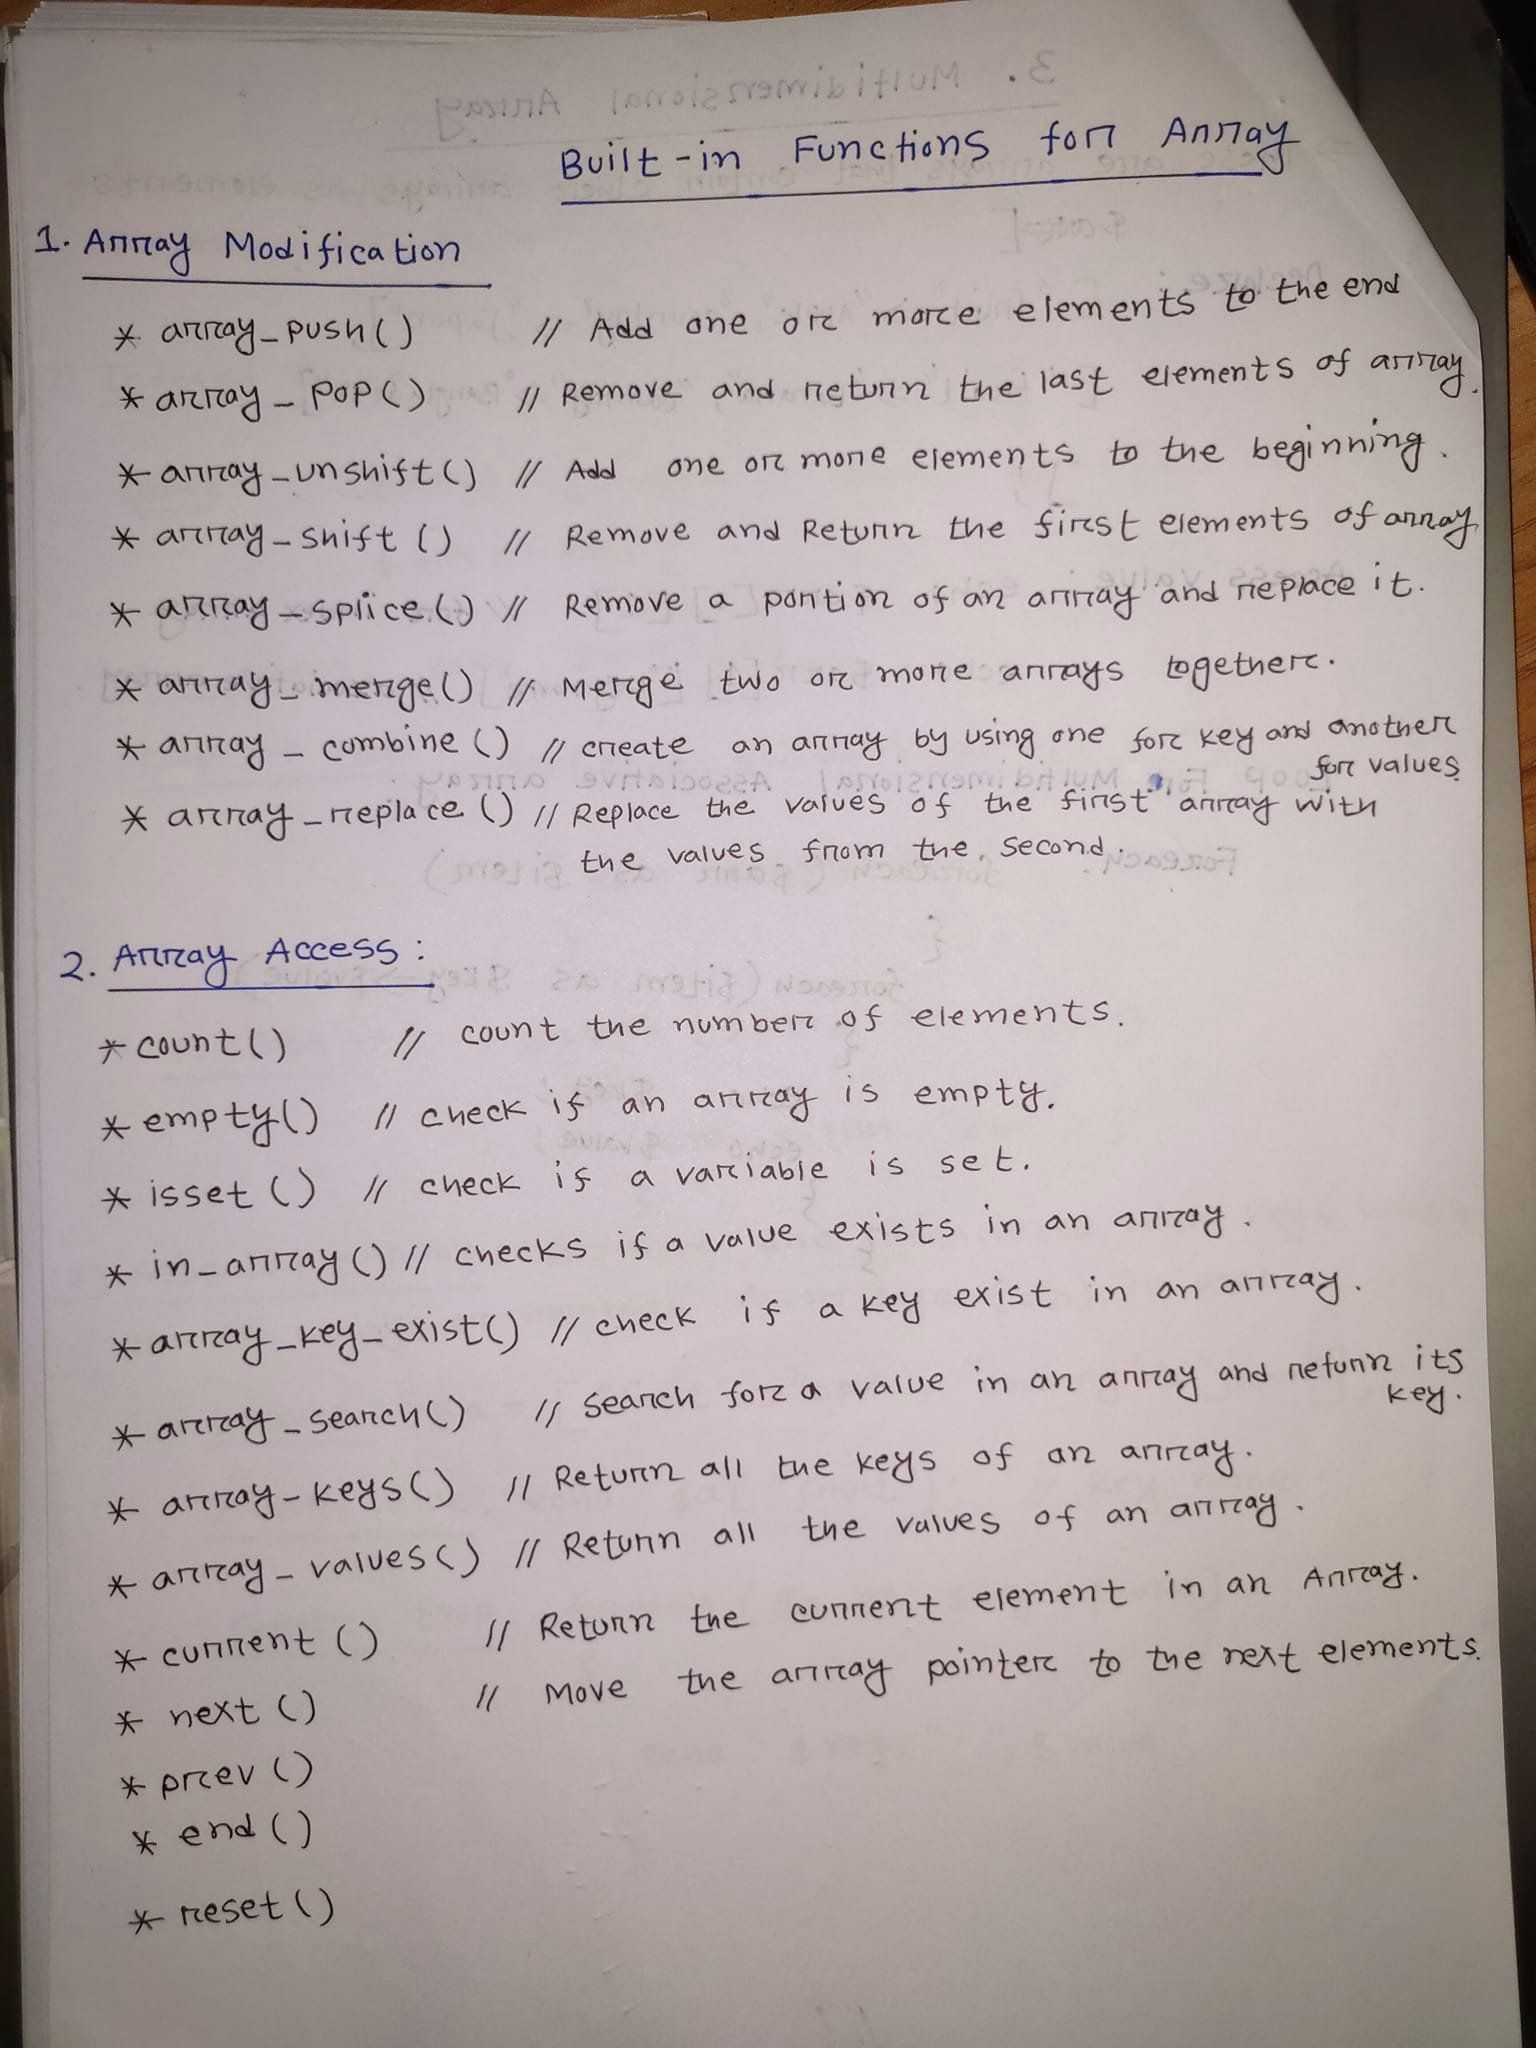 Built-in Functions for Array
1. Array Modification
* array_push() // Add one or more elements to the end
* array_pop() // Remove and return the last elements of array.
* array_unshift() // Add one or more elements to the beginning.
* array_shift() // Remove and Return the first elements of array
* array_splice() // Remove a portion of an array and replace it.
* array_merge() // Merge two or more arrays together.
* array_combine() // create an array by using one for key and another
for values
* array_replace() // Replace the values of the first array with
the values from the second.
2. Array Access:
* count() // count the number of elements.
* empty() // check if an array is empty.
* isset() // check if a variable is set.
* in_array() // checks if a value exists in an array.
* array_key_exist() // check if a key exist in an array.
* array_search() // search for a value in an array and return its
key.
* array-keys() // Return all the keys of an array.
* array_values() // Return all the values of an array.
* current() // Return the current element in an Array.
* next() // Move the array pointer to the next elements.
* prev()
* end()
* reset()